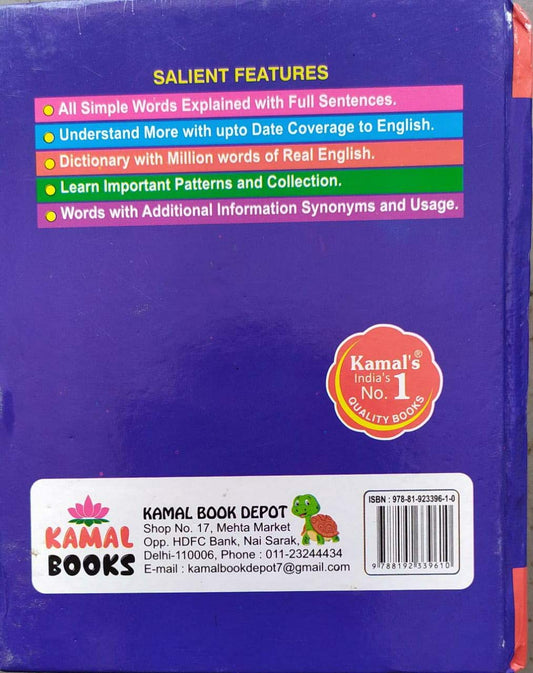 SALIENT FEATURES
All Simple Words Explained with Full Sentences.
Understand More with upto Date Coverage to English.
Dictionary with Million words of Real English.
Learn Important Patterns and Collection.
Words with Additional Information Synonyms and Usage.
Kamal's®
India's
No. 1
QUALITY BOOKS
KAMAL
BOOKS
KAMAL BOOK DEPOT
Shop No. 17, Mehta Market
Opp. HDFC Bank, Nai Sarak,
Delhi-110006, Phone : 011-23244434
E-mail : kamalbookdepot7@gmail.com
ISBN : 978-81-923396-1-0
9 788192 339610